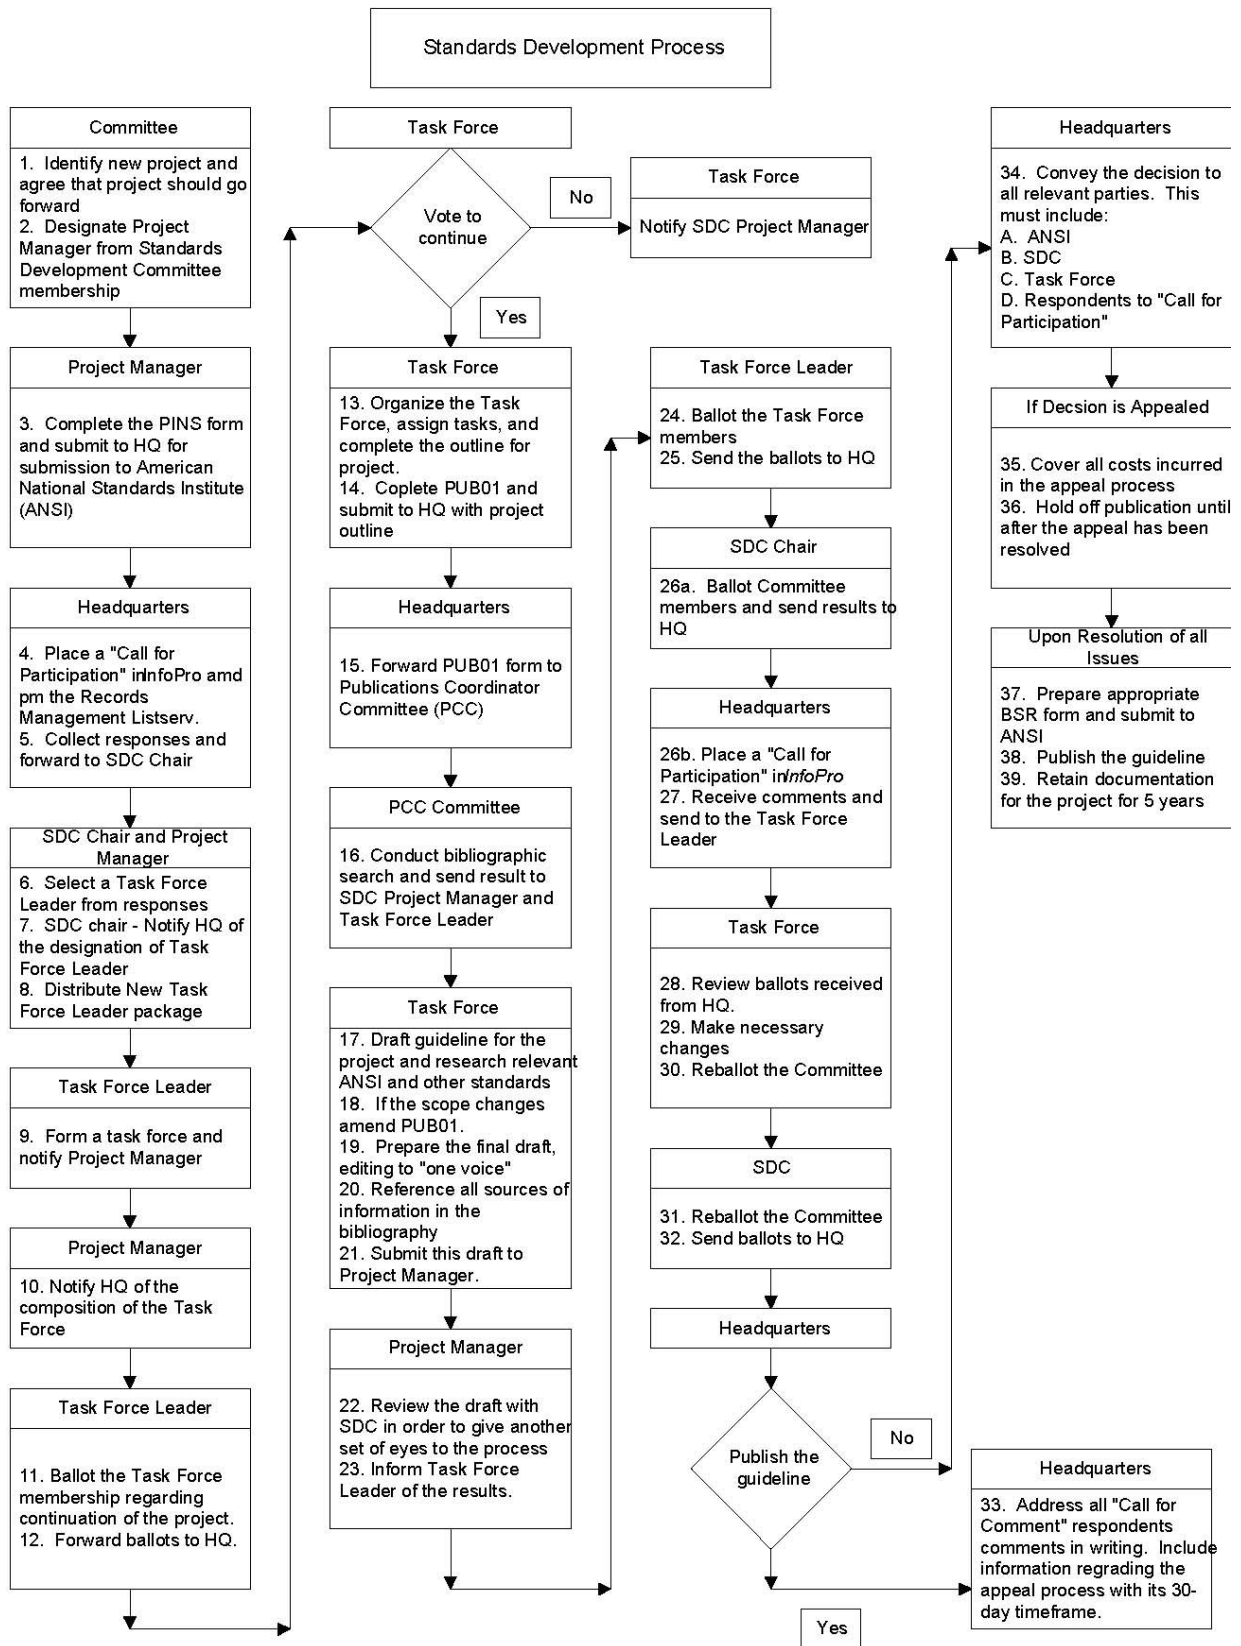 Standards Development Process
Committee
1. Identify new project and
agree that project should go
forward
2. Designate Project
Manager from Standards
Development Committee
membership
Project Manager
3. Complete the PINS form
and submit to HQ for
submission to American
National Standards Institute
(ANSI)
Headquarters
4. Place a "Call for
Participation" inInfoPro amd
pm the Records
Management Listserv.
5. Collect responses and
forward to SDC Chair
SDC Chair and Project
Manager
6. Select a Task Force
Leader from responses
7. SDC chair - Notify HQ of
the designation of Task
Force Leader
8. Distribute New Task
Force Leader package
Task Force Leader
9. Form a task force and
notify Project Manager
Project Manager
10. Notify HQ of the
composition of the Task
Force
Task Force Leader
11. Ballot the Task Force
membership regarding
continuation of the project.
12. Forward ballots to HQ.
Task Force
Vote to
continue
No
Task Force
Notify SDC Project Manager
Yes
Task Force
13. Organize the Task
Force, assign tasks, and
complete the outline for
project.
14. Coplete PUB01 and
submit to HQ with project
outline
Headquarters
15. Forward PUB01 form to
Publications Coordinator
Committee (PCC)
PCC Committee
16. Conduct bibliographic
search and send result to
SDC Project Manager and
Task Force Leader
Task Force
17. Draft guideline for the
project and research relevant
ANSI and other standards
18. If the scope changes
amend PUB01.
19. Prepare the final draft,
editing to "one voice"
20. Reference all sources of
information in the
bibliography
21. Submit this draft to
Project Manager.
Project Manager
22. Review the draft with
SDC in order to give another
set of eyes to the process
23. Inform Task Force
Leader of the results.
Task Force Leader
24. Ballot the Task Force
members
25. Send the ballots to HQ
SDC Chair
26a. Ballot Committee
members and send results to
HQ
Headquarters
26b. Place a "Call for
Participation" inInfoPro
27. Receive comments and
send to the Task Force
Leader
Task Force
28. Review ballots received
from HQ.
29. Make necessary
changes
30. Reballot the Committee
SDC
31. Reballot the Committee
32. Send ballots to HQ
Headquarters
Publish the
guideline
No
Yes
Headquarters
33. Address all "Call for
Comment" respondents
comments in writing. Include
information regrading the
appeal process with its 30-
day timeframe.
Headquarters
34. Convey the decision to
all relevant parties. This
must include:
A. ANSI
B. SDC
C. Task Force
D. Respondents to "Call for
Participation"
If Decsion is Appealed
35. Cover all costs incurred
in the appeal process
36. Hold off publication until
after the appeal has been
resolved
Upon Resolution of all
Issues
37. Prepare appropriate
BSR form and submit to
ANSI
38. Publish the guideline
39. Retain documentation
for the project for 5 years